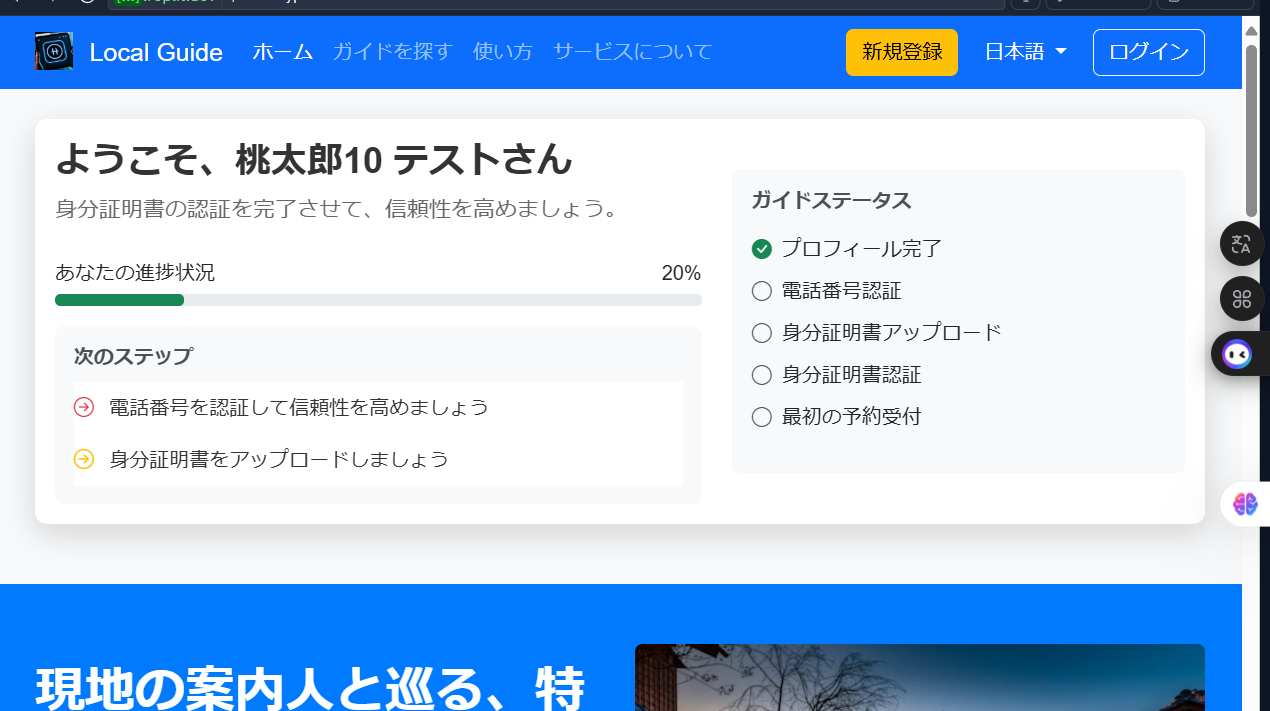 Local Guide
ホーム
ガイドを探す
使い方
サービスについて
新規登録
日本語
ログイン
ようこそ、桃太郎10 テストさん
身分証明書の認証を完了させて、信頼性を高めましょう。
あなたの進捗状況
20%
次のステップ
電話番号を認証して信頼性を高めましょう
身分証明書をアップロードしましょう
ガイドステータス
プロフィール完了
電話番号認証
身分証明書アップロード
身分証明書認証
最初の予約受付
現地の案内人と巡る、特